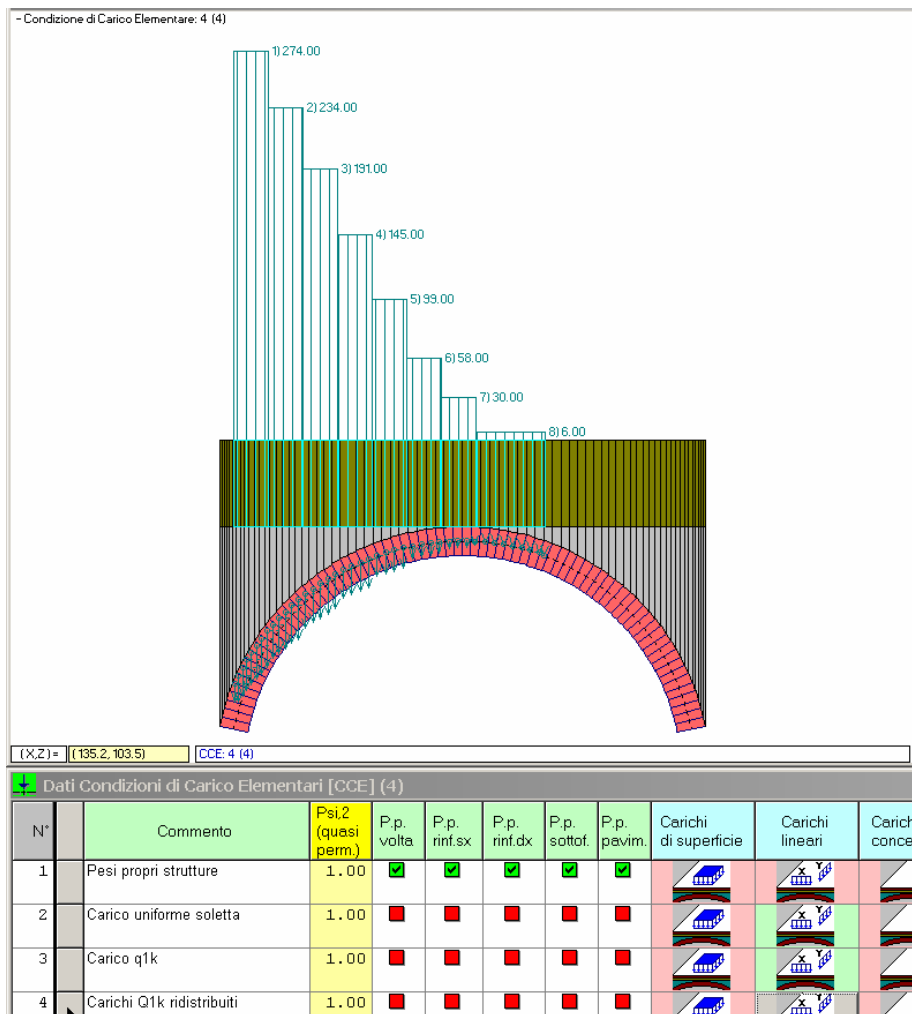 - Condizione di Carico Elementare: 4 (4)
1) 274.00
2) 234.00
3) 191.00
4) 145.00
5) 99.00
6) 58.00
7) 30.00
8) 6.00
(X,Z) = (135.2, 103.5) CCE: 4 (4)
Dati Condizioni di Carico Elementari [CCE] (4)
N° Commento Psi,2 (quasi perm.) P.p. volta P.p. rinf.sx P.p. rinf.dx P.p. sottof. P.p. pavim. Carichi di superficie Carichi lineari Carich conce
1 Pesi propri strutture 1.00 X Y
2 Carico uniforme soletta 1.00 X Y
3 Carico q1k 1.00 X Y
4 Carichi Q1k ridistribuiti 1.00 X Y